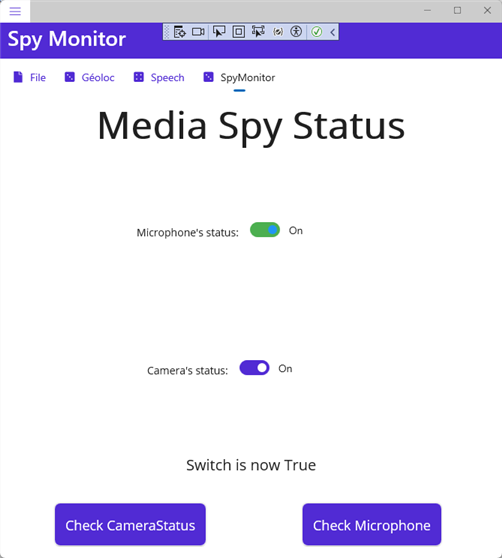 Spy Monitor
File Géoloc Speech SpyMonitor
Media Spy Status
Microphone's status: On
Camera's status: On
Switch is now True
Check CameraStatus Check Microphone